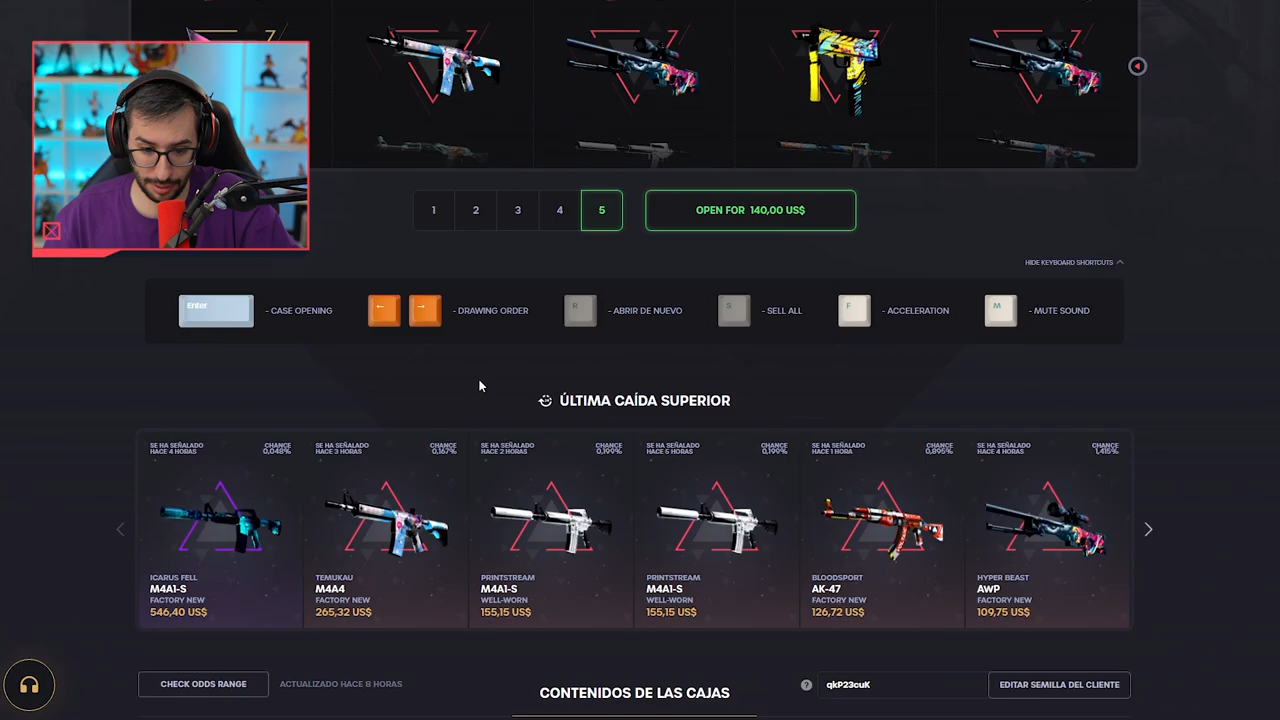 1 2 3 4 5 OPEN FOR 140,00 US$
HIDE KEYBOARD SHORTCUTS
Enter - CASE OPENING ← → - DRAWING ORDER R - ABRIR DE NUEVO S - SELL ALL F - ACCELERATION M - MUTE SOUND
ÚLTIMA CAÍDA SUPERIOR
SE HA SEÑALADO
HACE 4 HORAS
CHANCE
0,048%
ICARUS FELL
M4A1-S
FACTORY NEW
546,40 US$
SE HA SEÑALADO
HACE 3 HORAS
CHANCE
0,167%
TEMUKAU
M4A4
FACTORY NEW
265,32 US$
SE HA SEÑALADO
HACE 2 HORAS
CHANCE
0,199%
PRINTSTREAM
M4A1-S
WELL-WORN
155,15 US$
SE HA SEÑALADO
HACE 5 HORAS
CHANCE
0,199%
PRINTSTREAM
M4A1-S
WELL-WORN
155,15 US$
SE HA SEÑALADO
HACE 1 HORA
CHANCE
0,895%
BLOODSPORT
AK-47
FACTORY NEW
126,72 US$
SE HA SEÑALADO
HACE 4 HORAS
CHANCE
1,415%
HYPER BEAST
AWP
FACTORY NEW
109,75 US$
CHECK ODDS RANGE ACTUALIZADO HACE 8 HORAS
CONTENIDOS DE LAS CAJAS
? qkP23cuK EDITAR SEMILLA DEL CLIENTE